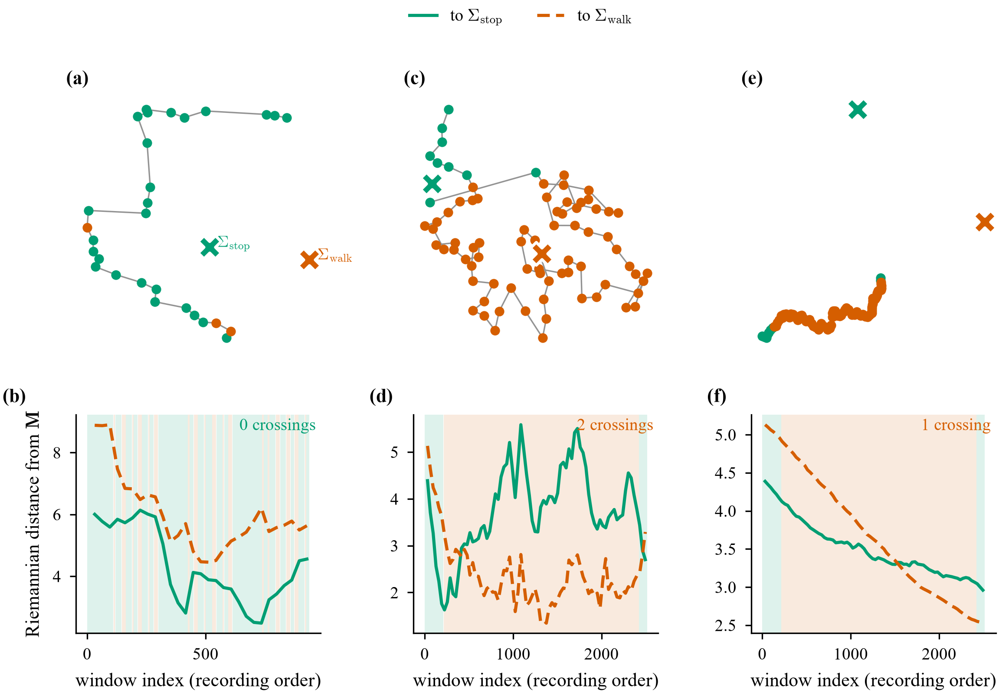 to Σstop to Σwalk
(a) (c) (e)
Σstop
Σwalk
(b) (d) (f)
Riemannian distance from M
0 crossings
8
6
4
0 500
window index (recording order)
2 crossings
5
4
3
2
0 1000 2000
window index (recording order)
1 crossing
5.0
4.5
4.0
3.5
3.0
2.5
0 1000 2000
window index (recording order)